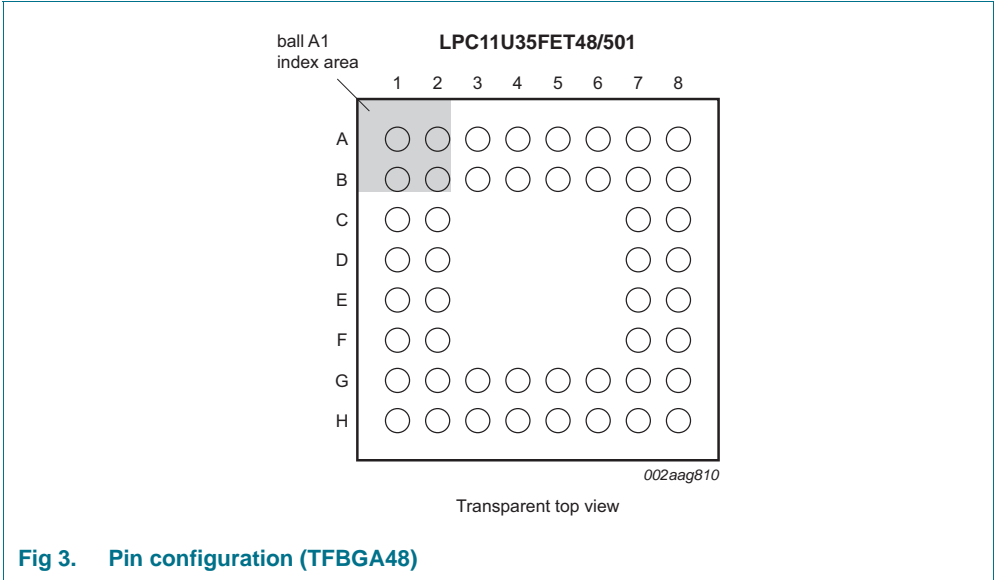 ball A1
index area
LPC11U35FET48/501
1 2 3 4 5 6 7 8
A
B
C
D
E
F
G
H
002aag810
Transparent top view
Fig 3. Pin configuration (TFBGA48)